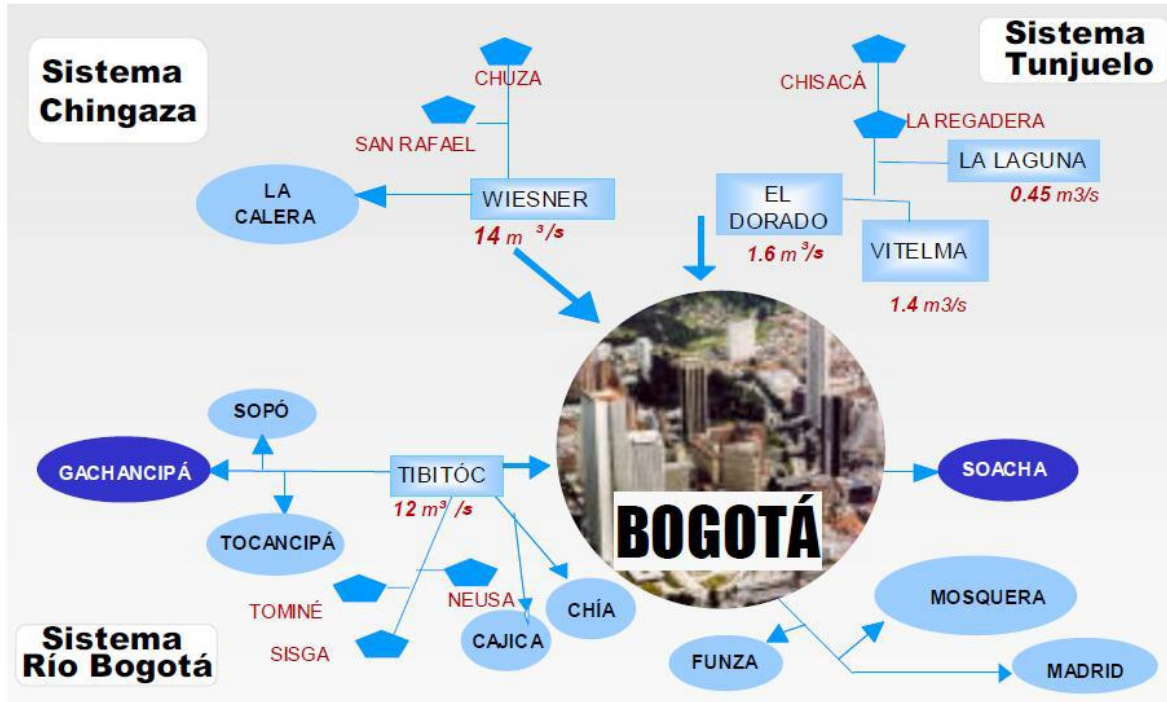 Sistema
Chingaza
CHUZA
SAN RAFAEL
LA
CALERA
WIESNER
14 m ³/s
Sistema
Tunjuelo
CHISACÁ
LA REGADERA
LA LAGUNA
0.45 m3/s
EL
DORADO
1.6 m³/s
VITELMA
1.4 m3/s
SOPÓ
GACHANCIPÁ
TOCANCIPÁ
TIBITÓC
12 m³ /s
BOGOTÁ
SOACHA
TOMINÉ
NEUSA
SISGA
CAJICA
CHÍA
Sistema
Río Bogotá
FUNZA
MOSQUERA
MADRID